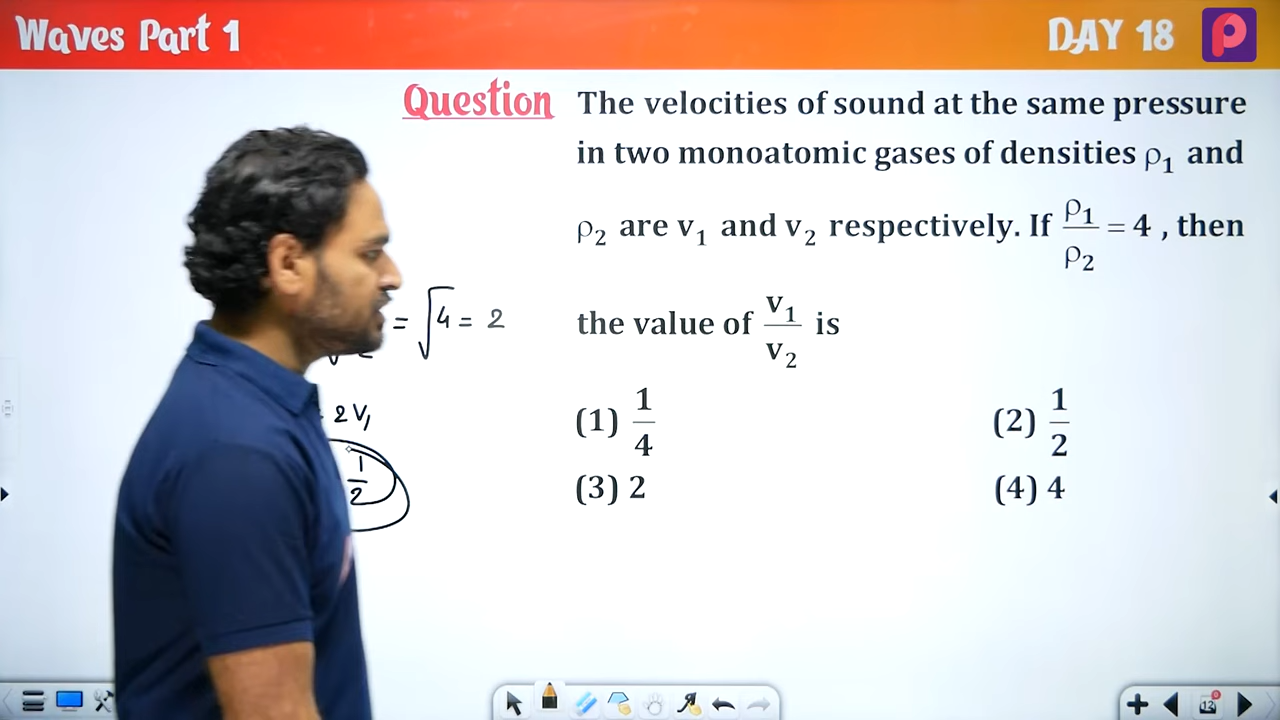 Waves Part 1
DAY 18
Question The velocities of sound at the same pressure
in two monoatomic gases of densities ρ₁ and
ρ₂ are v₁ and v₂ respectively. If ρ₁/ρ₂ = 4 , then
the value of v₁/v₂ is
(1) 1/4
(2) 1/2
(3) 2
(4) 4
= √4 = 2
2 V₁
1/2